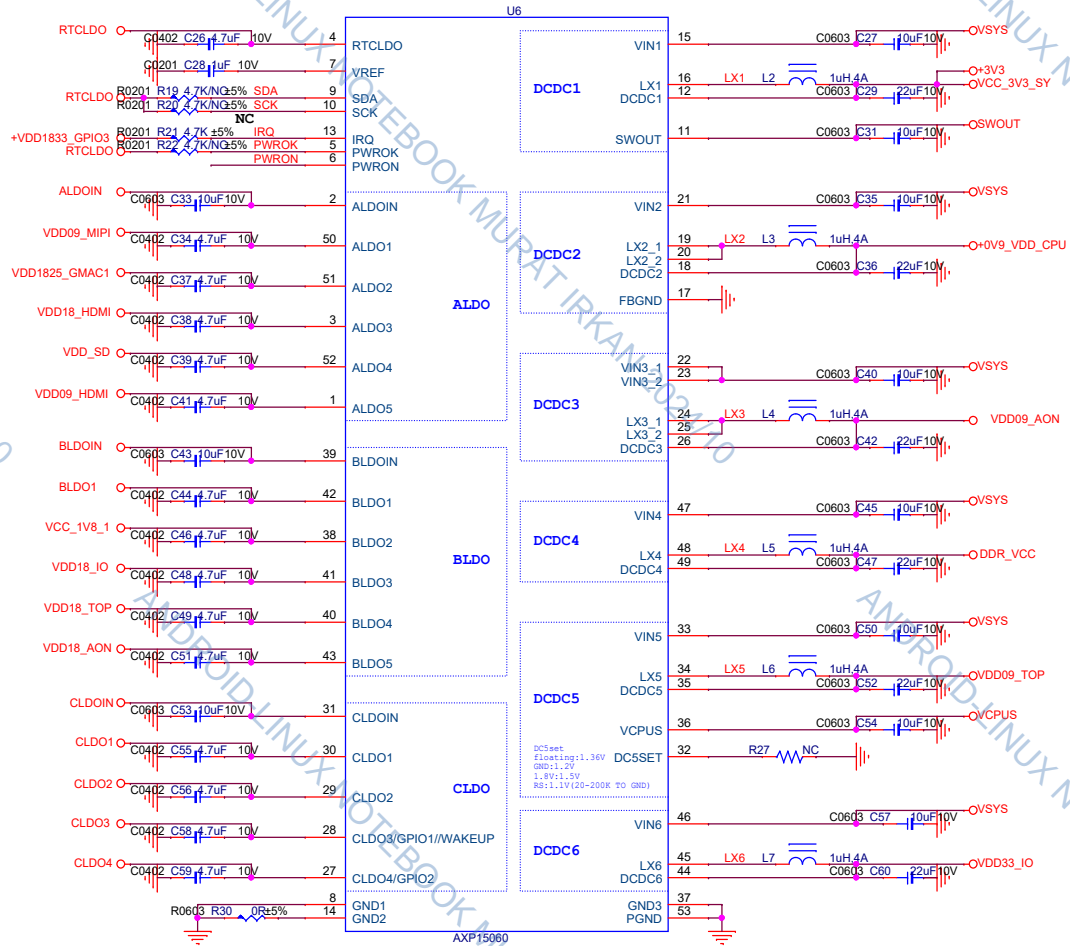 U6
RTCLDO
C0402 C26 4.7uF 10V
4 RTCLDO
C0201 C28 1uF 10V
7 VREF
RTCLDO
R0201 R19 4.7K/NC ±5% SDA
9 SDA
R0201 R20 4.7K/NC ±5% SCK
10 SCK
NC
+VDD1833_GPIO3
R0201 R21 4.7K ±5% IRQ
13 IRQ
RTCLDO
R0201 R22 4.7K/NC ±5% PWROK
5 PWROK
PWRON
6 PWRON
ALDOIN
C0603 C33 10uF 10V
2 ALDOIN
VDD09_MIPI
C0402 C34 4.7uF 10V
50 ALDO1
VDD1825_GMAC1
C0402 C37 4.7uF 10V
51 ALDO2
ALDO
VDD18_HDMI
C0402 C38 4.7uF 10V
3 ALDO3
VDD_SD
C0402 C39 4.7uF 10V
52 ALDO4
VDD09_HDMI
C0402 C41 4.7uF 10V
1 ALDO5
BLDOIN
C0603 C43 10uF 10V
39 BLDOIN
BLDO1
C0402 C44 4.7uF 10V
42 BLDO1
VCC_1V8_1
C0402 C46 4.7uF 10V
38 BLDO2
BLDO
VDD18_IO
C0402 C48 4.7uF 10V
41 BLDO3
VDD18_TOP
C0402 C49 4.7uF 10V
40 BLDO4
VDD18_AON
C0402 C51 4.7uF 10V
43 BLDO5
CLDOIN
C0603 C53 10uF 10V
31 CLDOIN
CLDO1
C0402 C55 4.7uF 10V
30 CLDO1
CLDO2
C0402 C56 4.7uF 10V
29 CLDO2
CLDO
CLDO3
C0402 C58 4.7uF 10V
28 CLDO3/GPIO1//WAKEUP
CLDO4
C0402 C59 4.7uF 10V
27 CLDO4/GPIO2
8 GND1
R0603 R30 0R ±5%
14 GND2
DCDC1
VIN1 15
C0603 C27 10uF 10V
VSYS
LX1 16 LX1 L2 1uH,4A
+3V3
VCC_3V3_SY
DCDC1 12
C0603 C29 22uF 10V
SWOUT 11
C0603 C31 10uF 10V
SWOUT
DCDC2
VIN2 21
C0603 C35 10uF 10V
VSYS
LX2_1 19 LX2 L3 1uH,4A
+0V9_VDD_CPU
LX2_2 20
DCDC2 18
C0603 C36 22uF 10V
FBGND 17
DCDC3
VIN3_1 22
VIN3_2 23
C0603 C40 10uF 10V
VSYS
LX3_1 24 LX3 L4 1uH,4A
VDD09_AON
LX3_2 25
DCDC3 26
C0603 C42 22uF 10V
DCDC4
VIN4 47
C0603 C45 10uF 10V
VSYS
LX4 48 LX4 L5 1uH,4A
DDR_VCC
DCDC4 49
C0603 C47 22uF 10V
DCDC5
VIN5 33
C0603 C50 10uF 10V
VSYS
LX5 34 LX5 L6 1uH,4A
VDD09_TOP
DCDC5 35
C0603 C52 22uF 10V
VCPUS 36
C0603 C54 10uF 10V
VCPUS
DC5SET 32 R27 NC
DC5set
floating:1.36V
GND:1.2V
1.8V:1.5V
RS:1.1V(20-200K TO GND)
DCDC6
VIN6 46
C0603 C57 10uF 10V
VSYS
LX6 45 LX6 L7 1uH,4A
VDD33_IO
DCDC6 44
C0603 C60 22uF 10V
GND3 37
PGND 53
AXP15060
ANDROID-LINUX NOTEBOOK MURAT IRKAN 2024/10